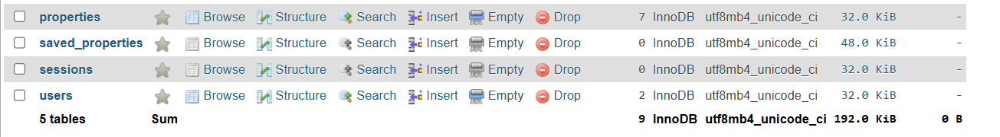 properties Browse Structure Search Insert Empty Drop 7 InnoDB utf8mb4_unicode_ci 32.0 KiB -
saved_properties Browse Structure Search Insert Empty Drop 0 InnoDB utf8mb4_unicode_ci 48.0 KiB -
sessions Browse Structure Search Insert Empty Drop 0 InnoDB utf8mb4_unicode_ci 32.0 KiB -
users Browse Structure Search Insert Empty Drop 2 InnoDB utf8mb4_unicode_ci 32.0 KiB -
5 tables Sum 9 InnoDB utf8mb4_unicode_ci 192.0 KiB 0 B